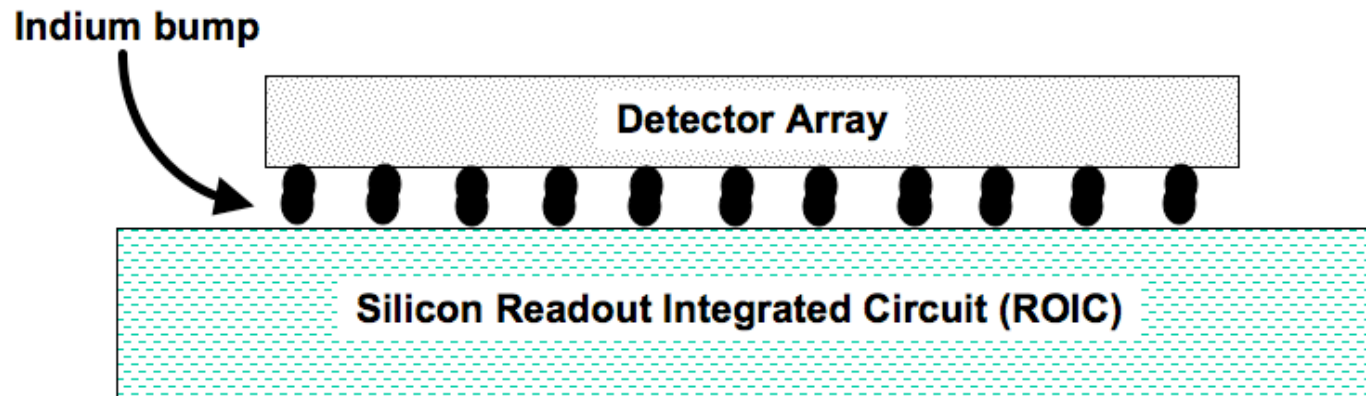 Indium bump
Detector Array
Silicon Readout Integrated Circuit (ROIC)